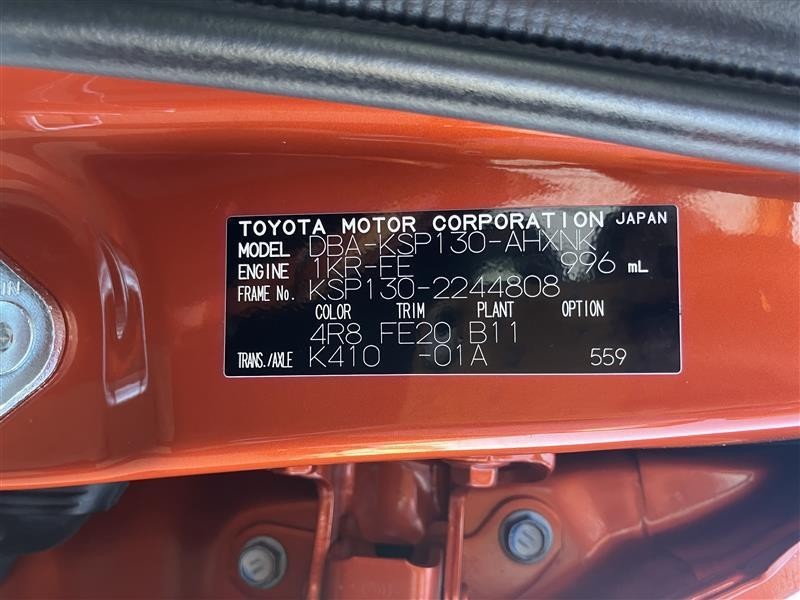 TOYOTA MOTOR CORPORATION JAPAN
MODEL DBA-KSP130-AHXNK
ENGINE 1KR-FE 996 mL
FRAME No. KSP130-2244808
COLOR TRIM PLANT OPTION
4R8 FE20 B11
TRANS./AXLE K410 -01A 559
IN